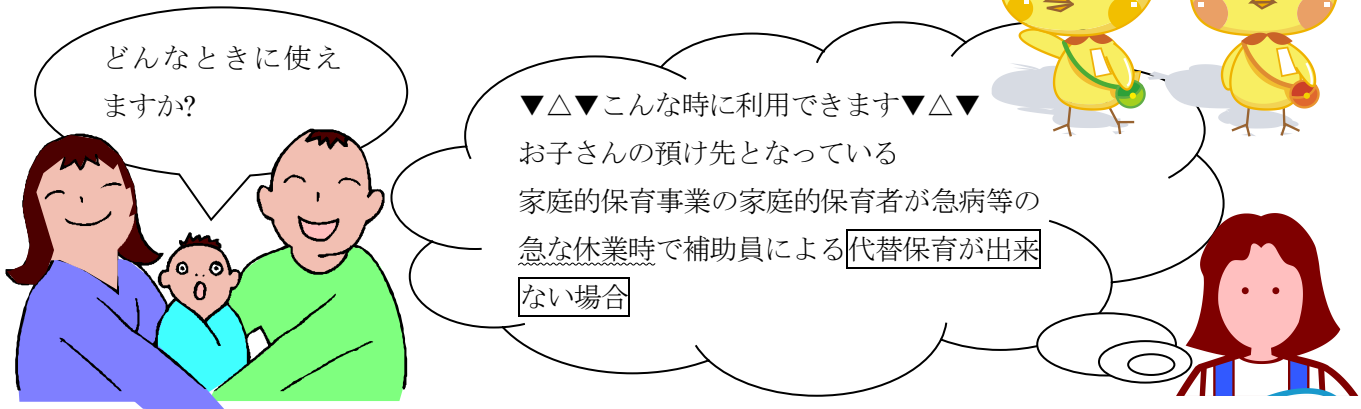 どんなときに使え
ますか?
▼△▼こんな時に利用できます▼△▼
お子さんの預け先となっている
家庭的保育事業の家庭的保育者が急病等の
急な休業時で補助員による代替保育が出来
ない場合